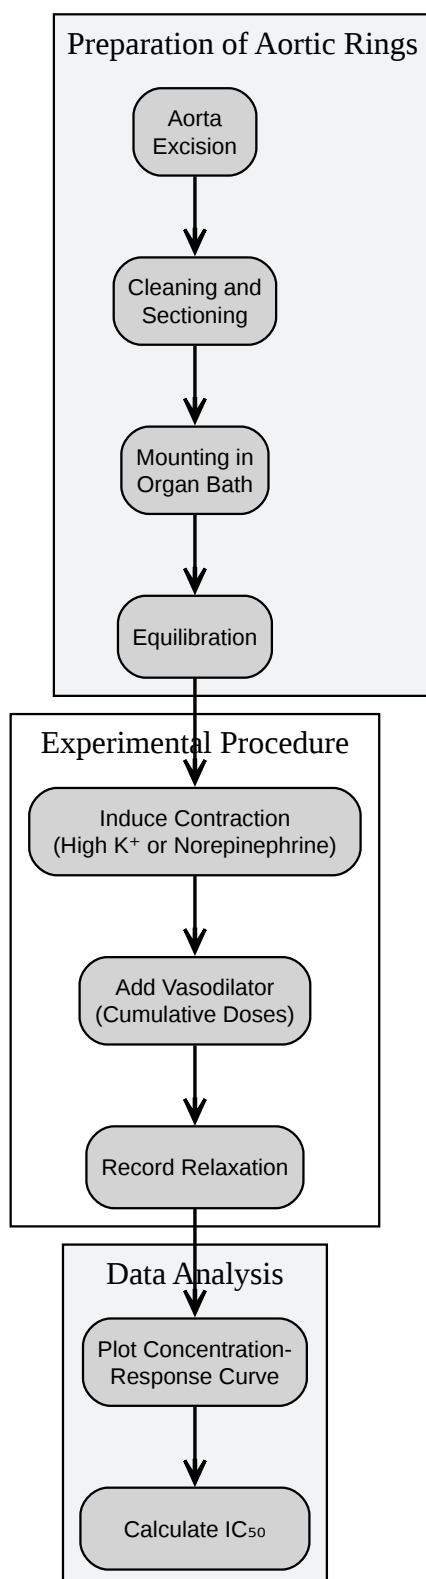 Preparation of Aortic Rings
Aorta
Excision
Cleaning and
Sectioning
Mounting in
Organ Bath
Equilibration
Experimental Procedure
Induce Contraction
(High K⁺ or Norepinephrine)
Add Vasodilator
(Cumulative Doses)
Record Relaxation
Data Analysis
Plot Concentration-
Response Curve
Calculate IC₅₀